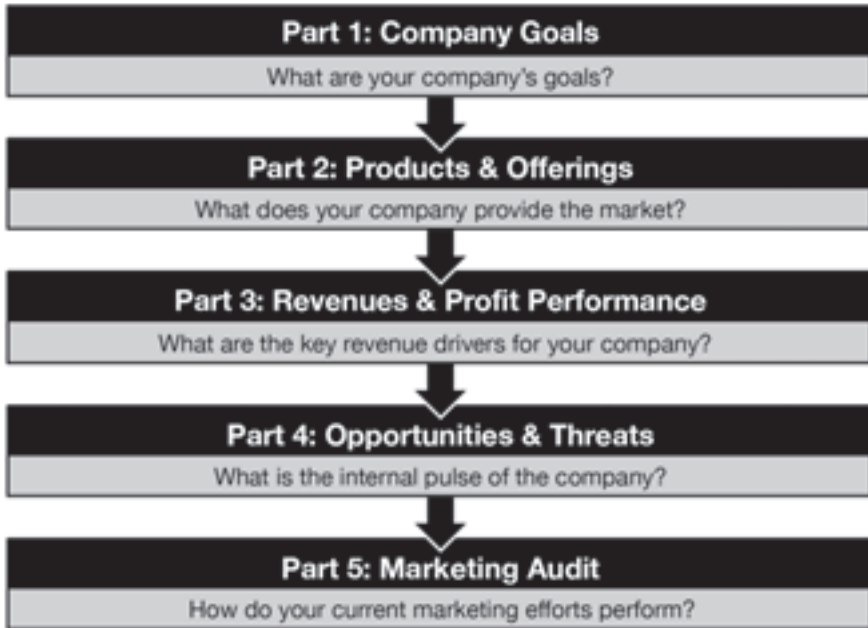 Part 1: Company Goals
What are your company's goals?
Part 2: Products & Offerings
What does your company provide the market?
Part 3: Revenues & Profit Performance
What are the key revenue drivers for your company?
Part 4: Opportunities & Threats
What is the internal pulse of the company?
Part 5: Marketing Audit
How do your current marketing efforts perform?